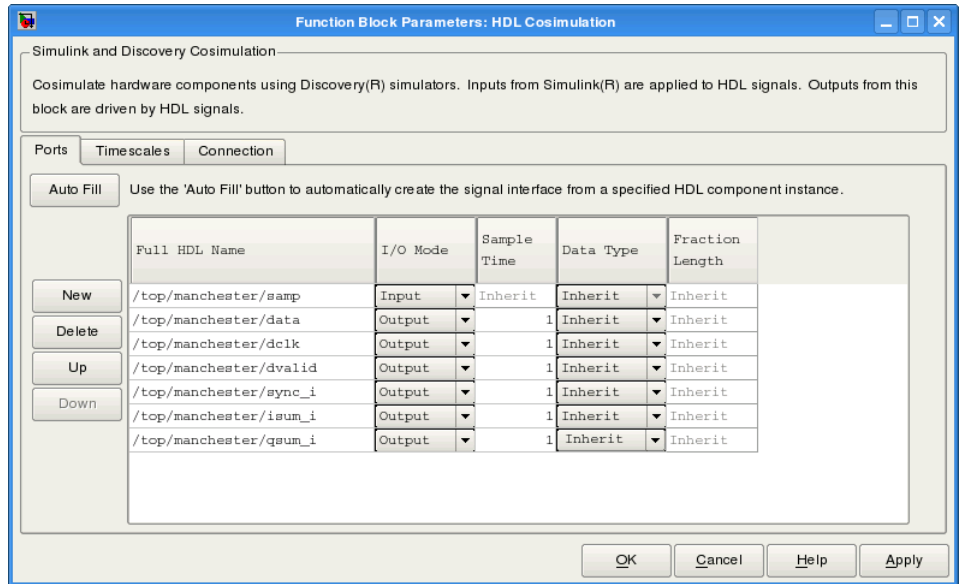 Function Block Parameters: HDL Cosimulation
Simulink and Discovery Cosimulation
Cosimulate hardware components using Discovery(R) simulators. Inputs from Simulink(R) are applied to HDL signals. Outputs from this
block are driven by HDL signals.
Ports Timescales Connection
Auto Fill Use the 'Auto Fill' button to automatically create the signal interface from a specified HDL component instance.
Full HDL Name I/O Mode Sample Time Data Type Fraction Length
New /top/manchester/samp Input Inherit Inherit Inherit
/top/manchester/data Output 1 Inherit Inherit
Delete /top/manchester/dclk Output 1 Inherit Inherit
Up /top/manchester/dvalid Output 1 Inherit Inherit
/top/manchester/sync_i Output 1 Inherit Inherit
Down /top/manchester/isum_i Output 1 Inherit Inherit
/top/manchester/qsum_i Output 1 Inherit Inherit
OK Cancel Help Apply